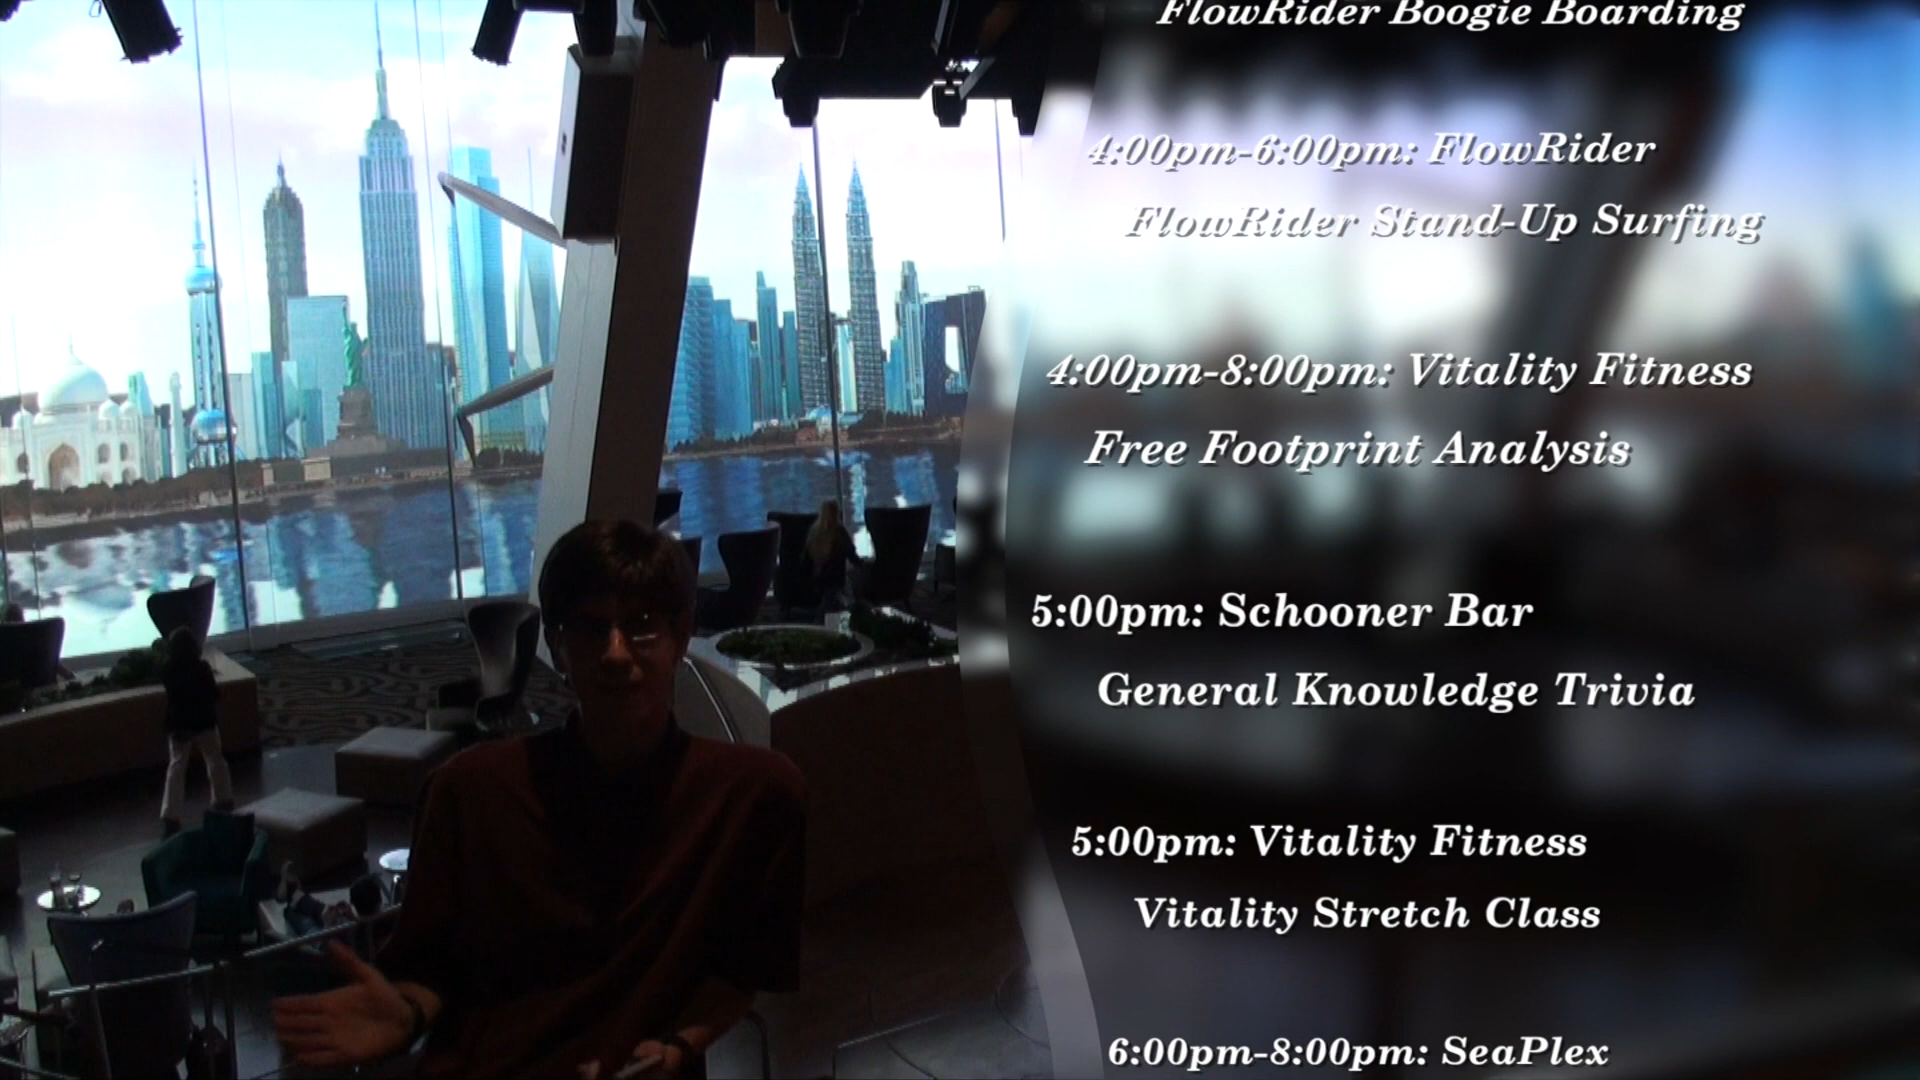 FlowRider Boogie Boarding
4:00pm-6:00pm: FlowRider
FlowRider Stand-Up Surfing
4:00pm-8:00pm: Vitality Fitness
Free Footprint Analysis
5:00pm: Schooner Bar
General Knowledge Trivia
5:00pm: Vitality Fitness
Vitality Stretch Class
6:00pm-8:00pm: SeaPlex